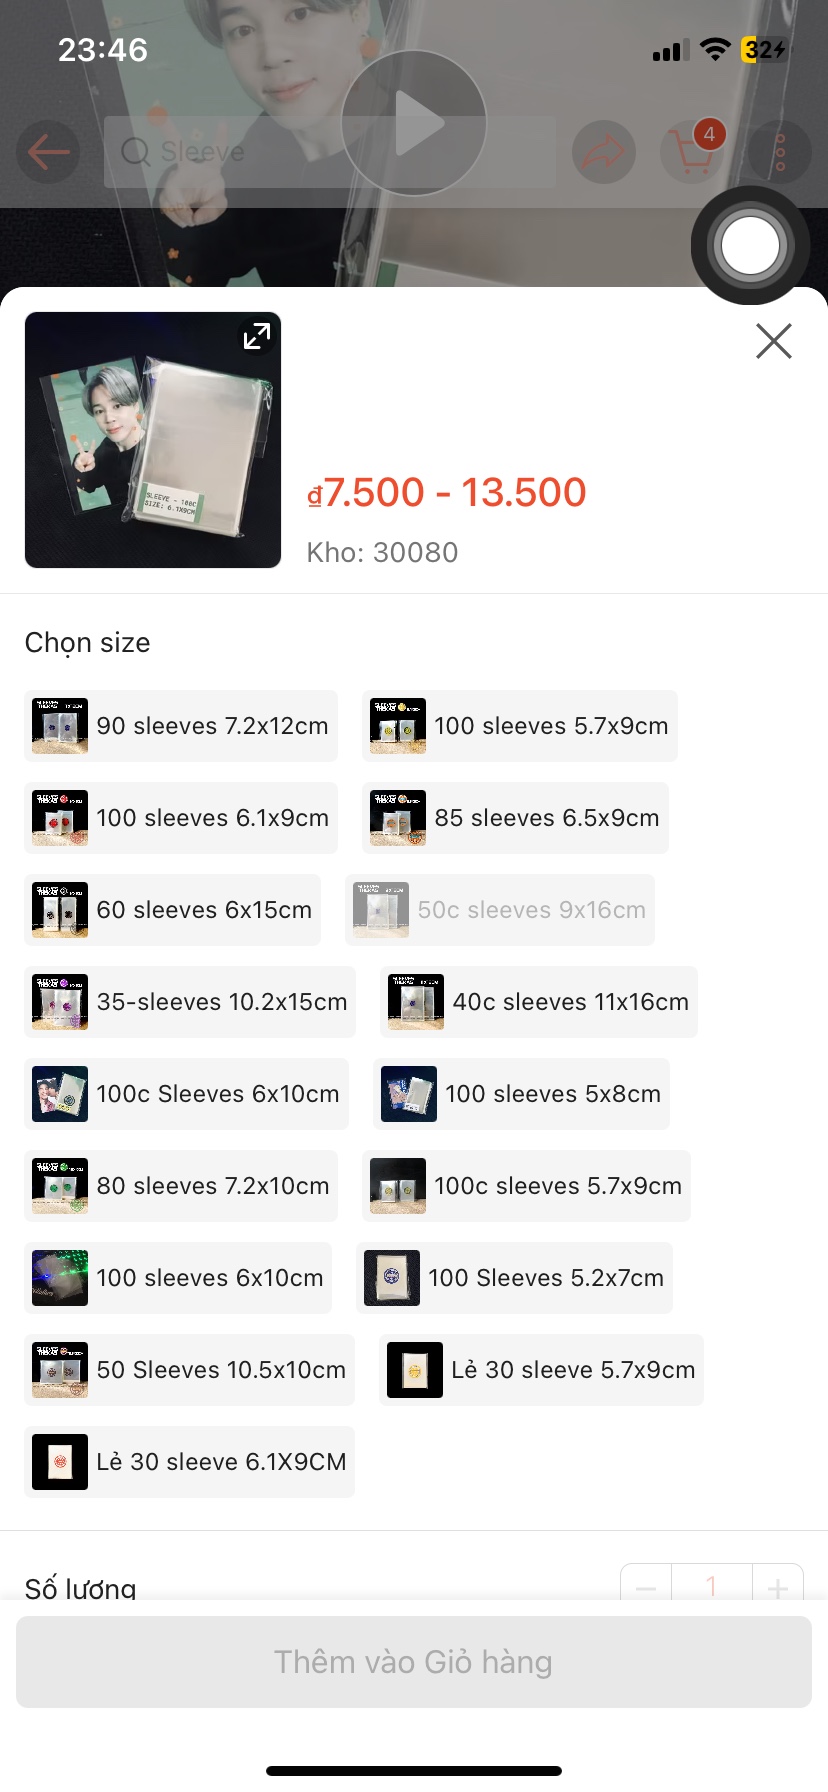 23:46
32
Sleeve
4
SLEEVE - 100C
SIZE: 6.1X9CM
₫7.500 - 13.500
Kho: 30080
Chọn size
90 sleeves 7.2x12cm
100 sleeves 5.7x9cm
100 sleeves 6.1x9cm
85 sleeves 6.5x9cm
60 sleeves 6x15cm
50c sleeves 9x16cm
35-sleeves 10.2x15cm
40c sleeves 11x16cm
100c Sleeves 6x10cm
100 sleeves 5x8cm
80 sleeves 7.2x10cm
100c sleeves 5.7x9cm
100 sleeves 6x10cm
100 Sleeves 5.2x7cm
50 Sleeves 10.5x10cm
Lẻ 30 sleeve 5.7x9cm
Lẻ 30 sleeve 6.1X9CM
Số lượng
1
Thêm vào Giỏ hàng